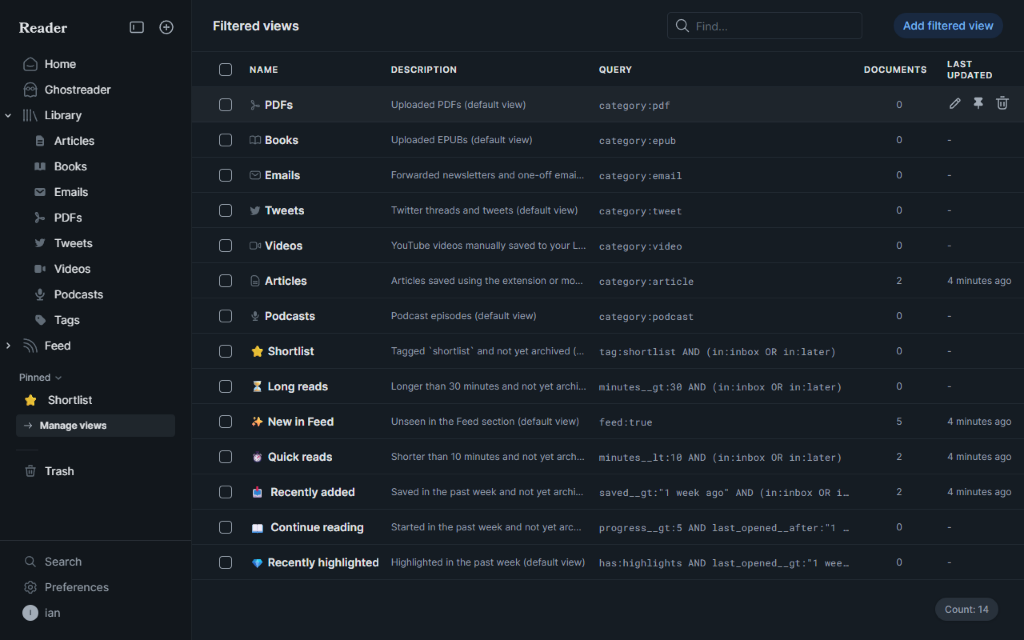 Reader
Home
Ghostreader
Library
Articles
Books
Emails
PDFs
Tweets
Videos
Podcasts
Tags
Feed
Pinned
Shortlist
Manage views
Trash
Search
Preferences
I ian
Filtered views
Find...
Add filtered view
NAME DESCRIPTION QUERY DOCUMENTS LAST UPDATED
PDFs Uploaded PDFs (default view) category:pdf 0
Books Uploaded EPUBs (default view) category:epub 0 -
Emails Forwarded newsletters and one-off emai... category:email 0 -
Tweets Twitter threads and tweets (default view) category:tweet 0 -
Videos YouTube videos manually saved to your L... category:video 0 -
Articles Articles saved using the extension or mo... category:article 2 4 minutes ago
Podcasts Podcast episodes (default view) category:podcast 0 -
Shortlist Tagged `shortlist` and not yet archived (... tag:shortlist AND (in:inbox OR in:later) 0 -
Long reads Longer than 30 minutes and not yet archi... minutes__gt:30 AND (in:inbox OR in:later) 0 -
New in Feed Unseen in the Feed section (default view) feed:true 5 4 minutes ago
Quick reads Shorter than 10 minutes and not yet arch... minutes__lt:10 AND (in:inbox OR in:later) 2 4 minutes ago
Recently added Saved in the past week and not yet archi... saved__gt:"1 week ago" AND (in:inbox OR i... 2 4 minutes ago
Continue reading Started in the past week and not yet arc... progress__gt:5 AND last_opened__after:"1 ... 0 -
Recently highlighted Highlighted in the past week (default view) has:highlights AND last_opened__gt:"1 wee... 0 -
Count: 14